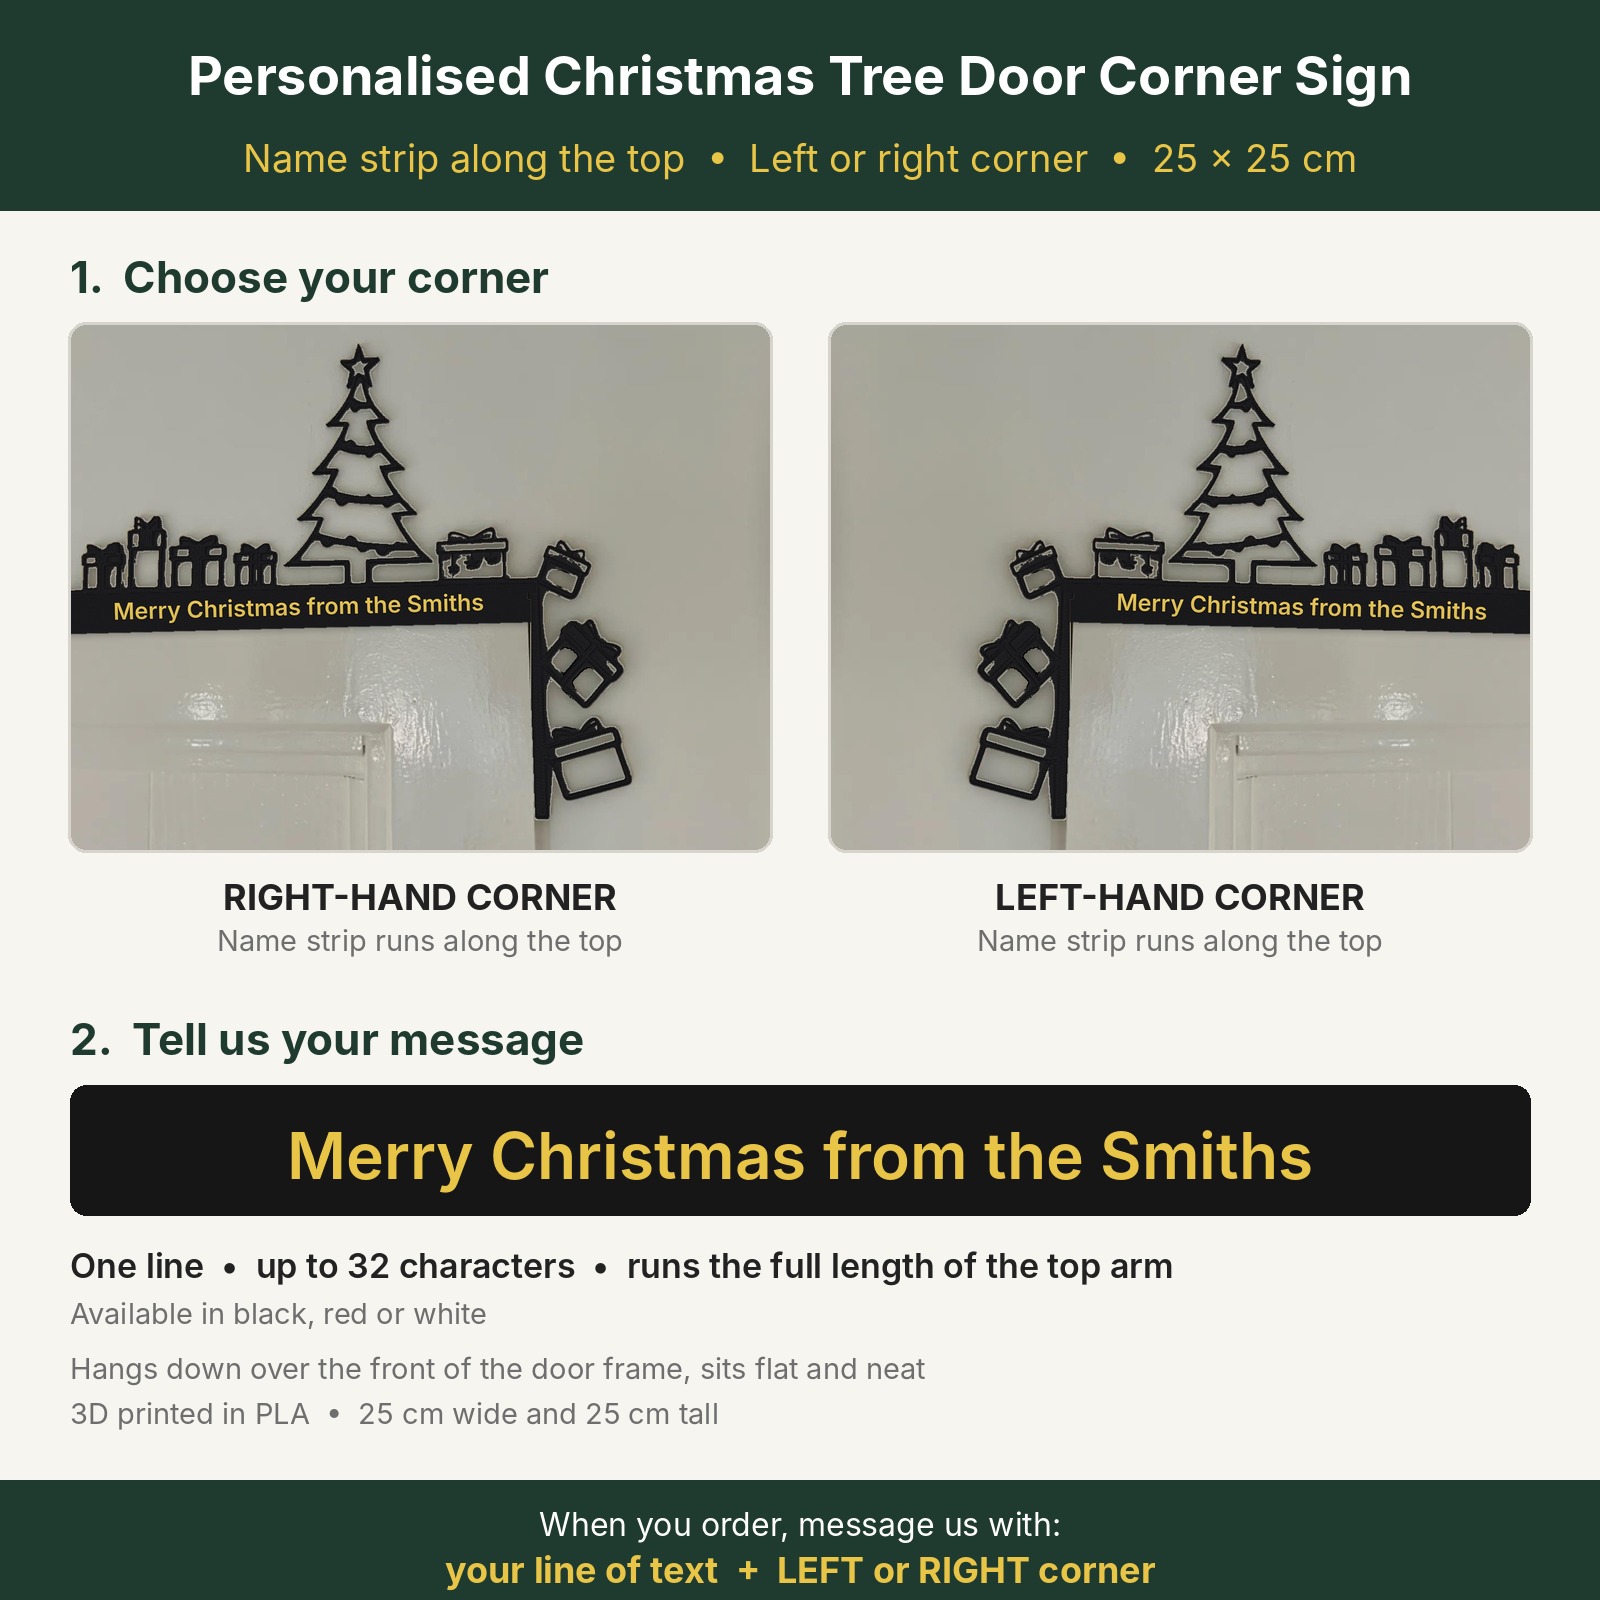 Personalised Christmas Tree Door Corner Sign
Name strip along the top • Left or right corner • 25 × 25 cm
1. Choose your corner
Merry Christmas from the Smiths
Merry Christmas from the Smiths
RIGHT-HAND CORNER
Name strip runs along the top
LEFT-HAND CORNER
Name strip runs along the top
2. Tell us your message
Merry Christmas from the Smiths
One line • up to 32 characters • runs the full length of the top arm
Available in black, red or white
Hangs down over the front of the door frame, sits flat and neat
3D printed in PLA • 25 cm wide and 25 cm tall
When you order, message us with:
your line of text + LEFT or RIGHT corner